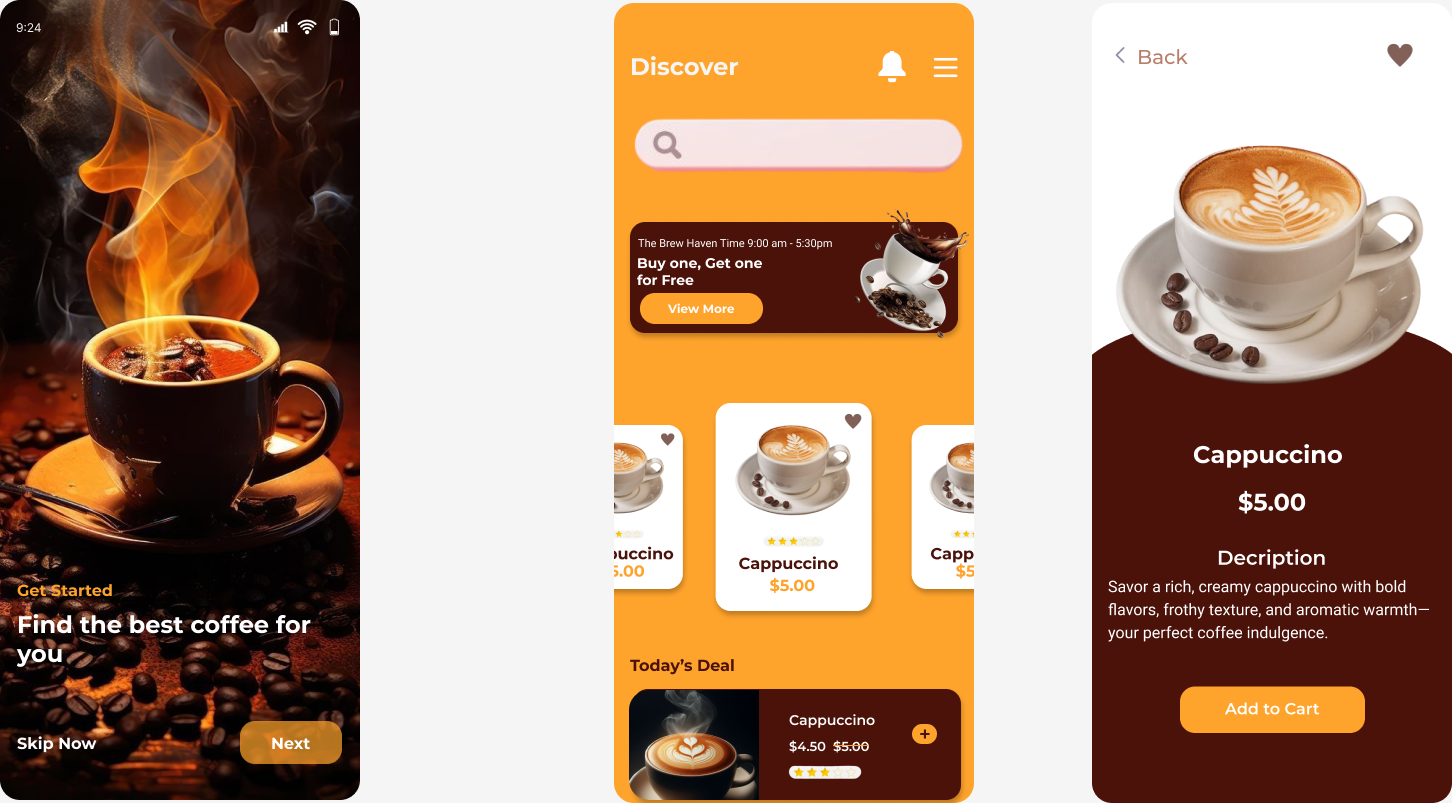 9:24
Get Started
Find the best coffee for
you
Skip Now
Next
Discover
The Brew Haven Time 9:00 am - 5:30pm
Buy one, Get one
for Free
View More
puccino
5.00
Cappuccino
$5.00
Capp
$5
Today’s Deal
Cappuccino
$4.50 $5.00
+
Back
Cappuccino
$5.00
Decription
Savor a rich, creamy cappuccino with bold
flavors, frothy texture, and aromatic warmth—
your perfect coffee indulgence.
Add to Cart